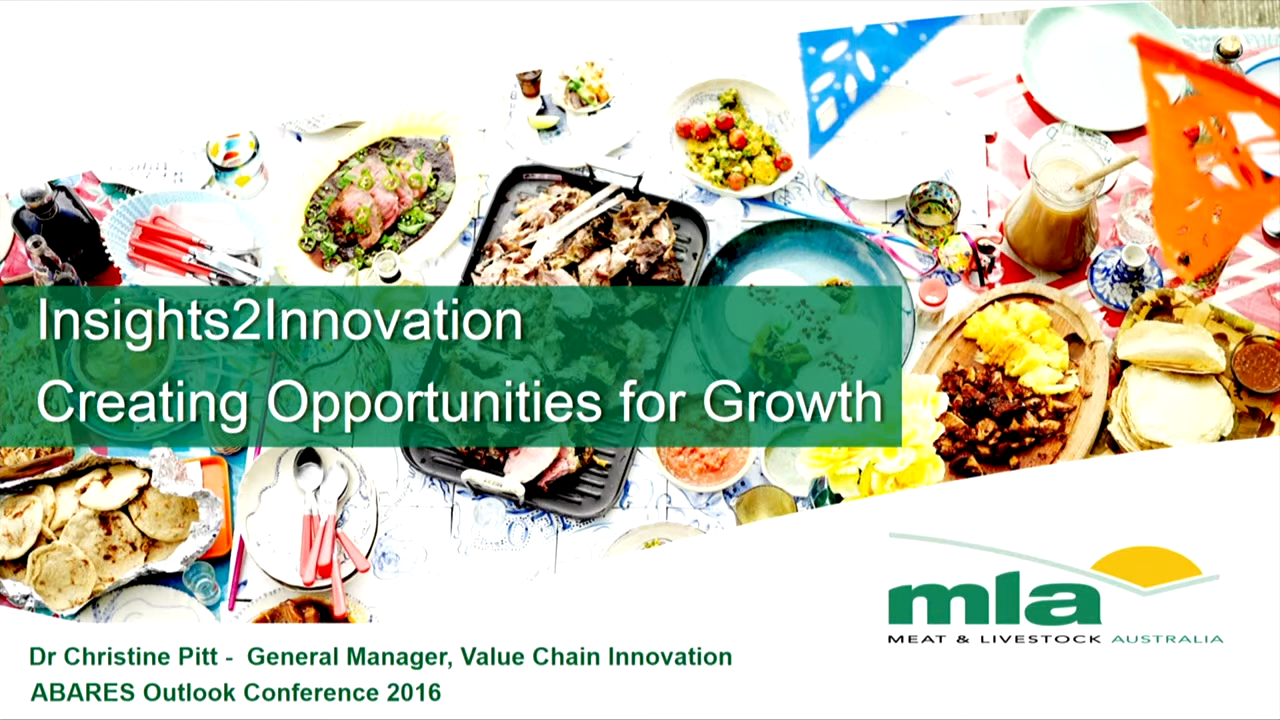 Insights2Innovation
Creating Opportunities for Growth
mla
MEAT & LIVESTOCK AUSTRALIA
Dr Christine Pitt - General Manager, Value Chain Innovation
ABARES Outlook Conference 2016